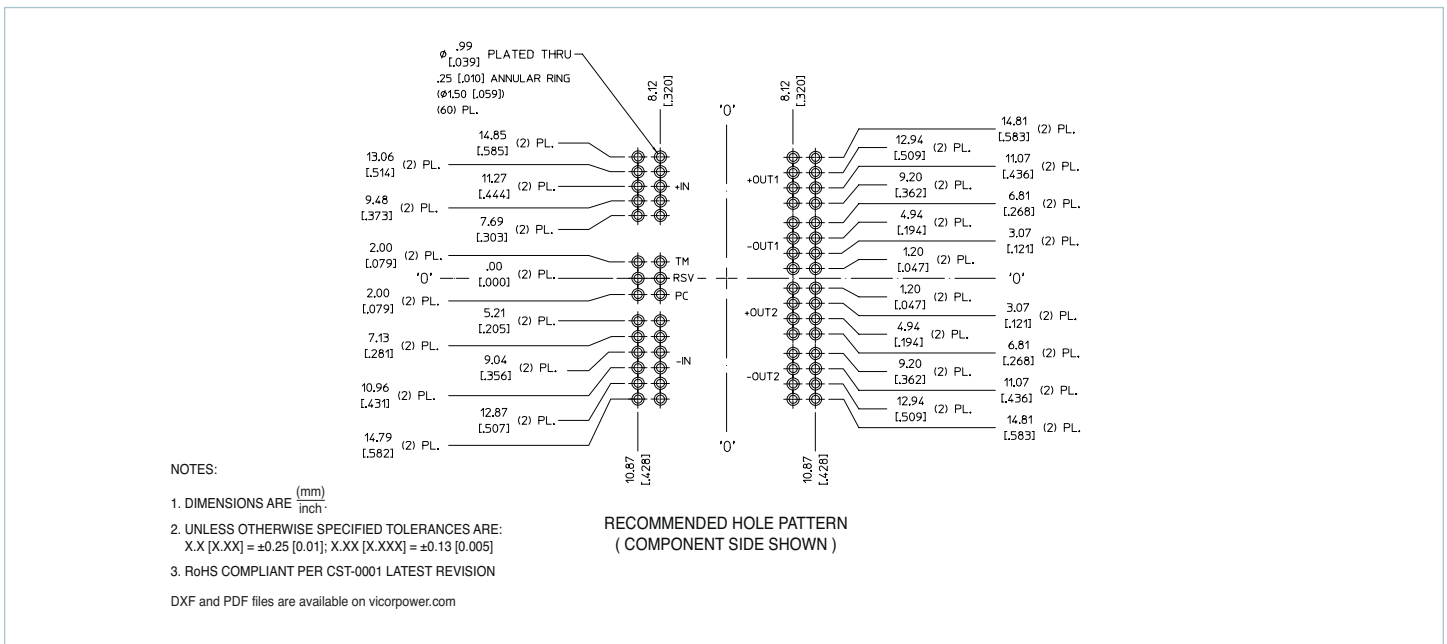 ø .99 [.039] PLATED THRU
.25 [.010] ANNULAR RING
(ø1.50 [.059])
(60) PL.
8.12
[.320]
8.12
[.320]
'0'
14.85
[.585] (2) PL.
13.06
[.514] (2) PL.
11.27
[.444] (2) PL.
+IN
9.48
[.373] (2) PL.
7.69
[.303] (2) PL.
2.00
[.079] (2) PL.
TM
'0'
.00
[.000] (2) PL.
RSV
2.00
[.079] (2) PL.
PC
5.21
[.205] (2) PL.
7.13
[.281] (2) PL.
9.04
[.356] (2) PL.
-IN
10.96
[.431] (2) PL.
12.87
[.507] (2) PL.
14.79
[.582] (2) PL.
10.87
[.428]
14.81
[.583] (2) PL.
12.94
[.509] (2) PL.
+OUT1
11.07
[.436] (2) PL.
9.20
[.362] (2) PL.
6.81
[.268] (2) PL.
4.94
[.194] (2) PL.
-OUT1
3.07
[.121] (2) PL.
1.20
[.047] (2) PL.
'0'
1.20
[.047] (2) PL.
+OUT2
3.07
[.121] (2) PL.
4.94
[.194] (2) PL.
6.81
[.268] (2) PL.
9.20
[.362] (2) PL.
-OUT2
11.07
[.436] (2) PL.
12.94
[.509] (2) PL.
14.81
[.583] (2) PL.
'0'
10.87
[.428]
NOTES:
1. DIMENSIONS ARE (mm)
inch.
2. UNLESS OTHERWISE SPECIFIED TOLERANCES ARE:
X.X [X.XX] = ±0.25 [0.01]; X.XX [X.XXX] = ±0.13 [0.005]
3. RoHS COMPLIANT PER CST-0001 LATEST REVISION
DXF and PDF files are available on vicorpower.com
RECOMMENDED HOLE PATTERN
( COMPONENT SIDE SHOWN )